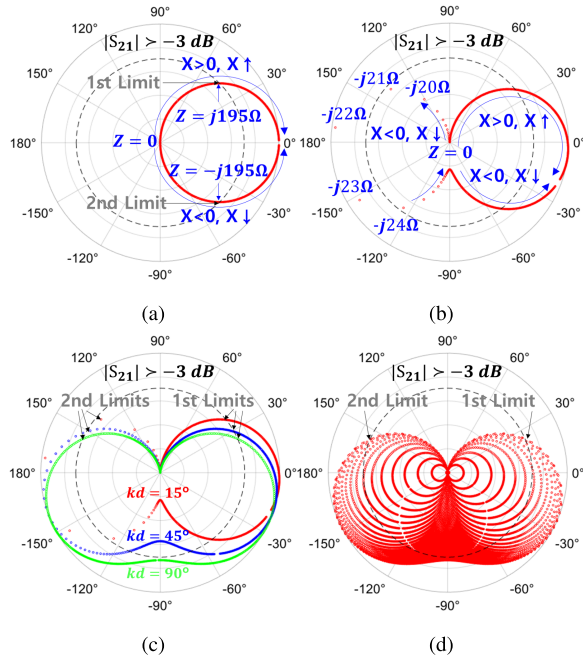 90°
|S₂₁| ≻ −3 dB
120°
60°
X>0, X ↑
150°
1st Limit
30°
Z = j195Ω
180°
Z = 0
0°
Z = −j195Ω
-150°
2nd Limit
-30°
X<0, X ↓
-120°
-60°
-90°
(a)
90°
|S₂₁| ≻ −3 dB
120°
60°
150°
-j21Ω
-j20Ω
30°
-j22Ω
X>0, X ↑
X<0, X ↓
180°
Z = 0
0°
-j23Ω
X<0, X ↓
-150°
-30°
-j24Ω
-120°
-60°
-90°
(b)
90°
|S₂₁| ≻ −3 dB
120°
60°
2nd Limits
1st Limits
150°
30°
180°
0°
kd = 15°
kd = 45°
-150°
-30°
kd = 90°
-120°
-60°
-90°
(c)
90°
|S₂₁| ≻ −3 dB
120°
60°
2nd Limit
1st Limit
150°
30°
180°
0°
-150°
-30°
-120°
-60°
-90°
(d)